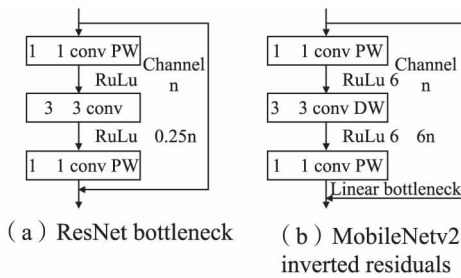 1 1 conv PW
RuLu
Channel
n
3 3 conv
RuLu 0.25n
1 1 conv PW
(a) ResNet bottleneck
1 1 conv PW
RuLu 6
Channel
n
3 3 conv DW
RuLu 6 6n
1 1 conv PW
Linear bottleneck
(b) MobileNetv2
inverted residuals